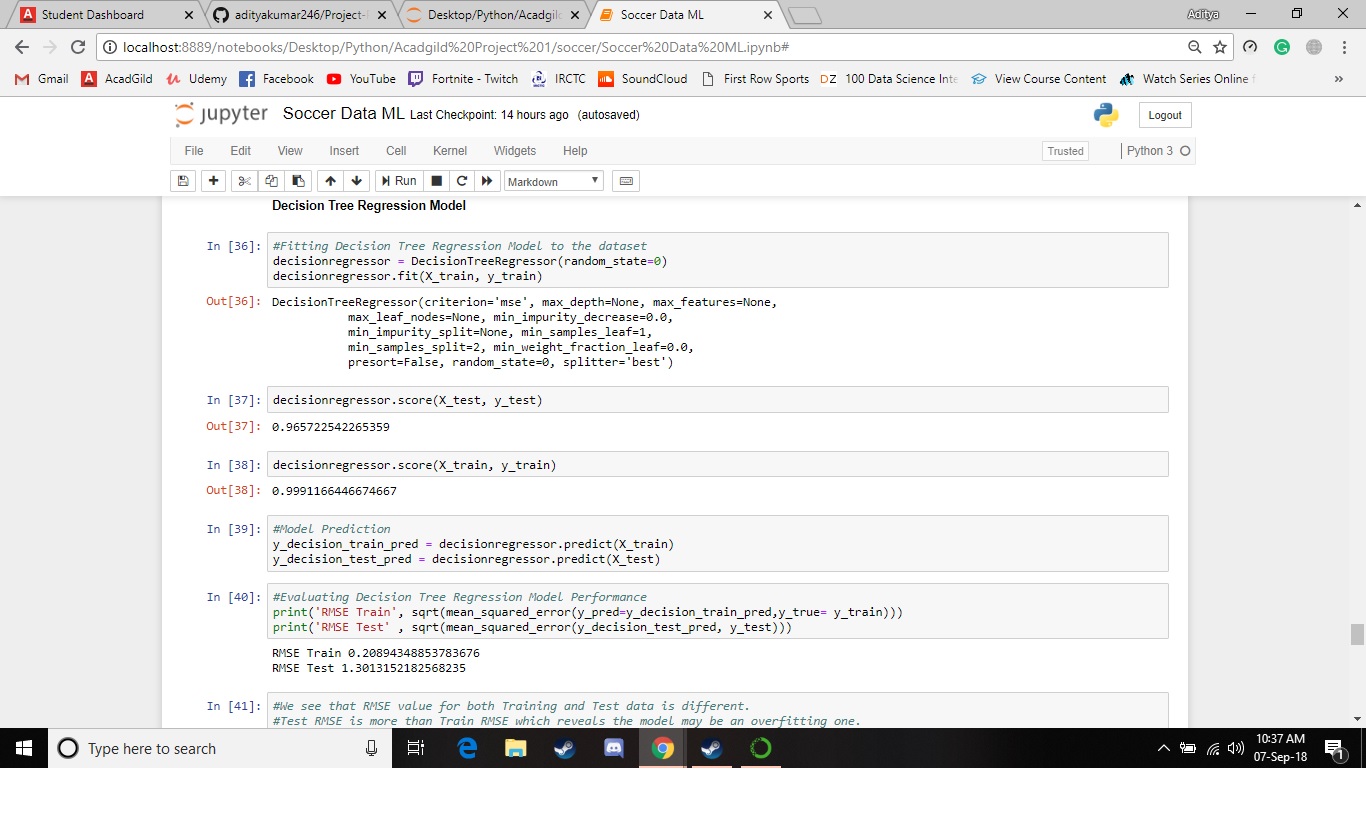 Student Dashboard
adityakumar246/Project-
Desktop/Python/Acadgil
Soccer Data ML
Aditya
localhost:8889/notebooks/Desktop/Python/Acadgild%20Project%201/soccer/Soccer%20Data%20ML.ipynb#
Gmail AcadGild Udemy Facebook YouTube Fortnite - Twitch IRCTC SoundCloud First Row Sports DZ 100 Data Science Inte View Course Content Watch Series Online »
jupyter Soccer Data ML Last Checkpoint: 14 hours ago (autosaved) Logout
File Edit View Insert Cell Kernel Widgets Help Trusted Python 3
Run Markdown
Decision Tree Regression Model
In [36]: #Fitting Decision Tree Regression Model to the dataset
decisionregressor = DecisionTreeRegressor(random_state=0)
decisionregressor.fit(X_train, y_train)
Out[36]: DecisionTreeRegressor(criterion='mse', max_depth=None, max_features=None,
max_leaf_nodes=None, min_impurity_decrease=0.0,
min_impurity_split=None, min_samples_leaf=1,
min_samples_split=2, min_weight_fraction_leaf=0.0,
presort=False, random_state=0, splitter='best')
In [37]: decisionregressor.score(X_test, y_test)
Out[37]: 0.965722542265359
In [38]: decisionregressor.score(X_train, y_train)
Out[38]: 0.9991166446674667
In [39]: #Model Prediction
y_decision_train_pred = decisionregressor.predict(X_train)
y_decision_test_pred = decisionregressor.predict(X_test)
In [40]: #Evaluating Decision Tree Regression Model Performance
print('RMSE Train', sqrt(mean_squared_error(y_pred=y_decision_train_pred,y_true= y_train)))
print('RMSE Test' , sqrt(mean_squared_error(y_decision_test_pred, y_test)))
RMSE Train 0.20894348853783676
RMSE Test 1.3013152182568235
In [41]: #We see that RMSE value for both Training and Test data is different.
#Test RMSE is more than Train RMSE which reveals the model may be an overfitting one.
Type here to search
10:37 AM
07-Sep-18
1